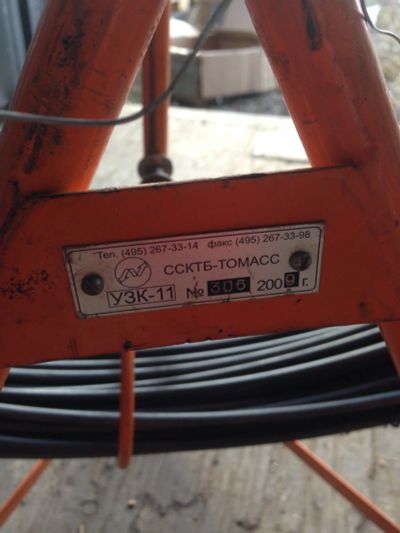 Тел. (495) 267-33-14 факс (495) 267-33-98
ССКТБ-ТОМАСС
УЗК-11 № 306 2009 г.